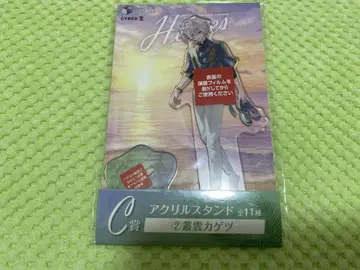 CYBER
Heroes
表面の
保護フィルムを
剥がしてから
ご使用ください
C賞
アクリルスタンド 全11種
②叢雲カゲツ